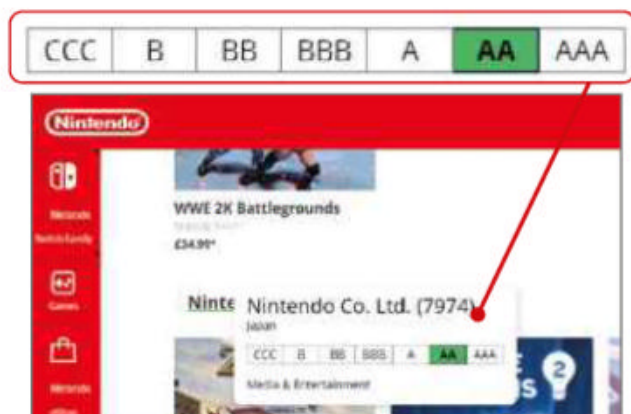 CCC B BB BBB A AA AAA
Nintendo
WWE 2K Battlegrounds
£34.99*
Games
Ninte
Nintendo Co. Ltd. (7974)
Japan
CCC B BB BBB A AA AAA
Media & Entertainment
2
S